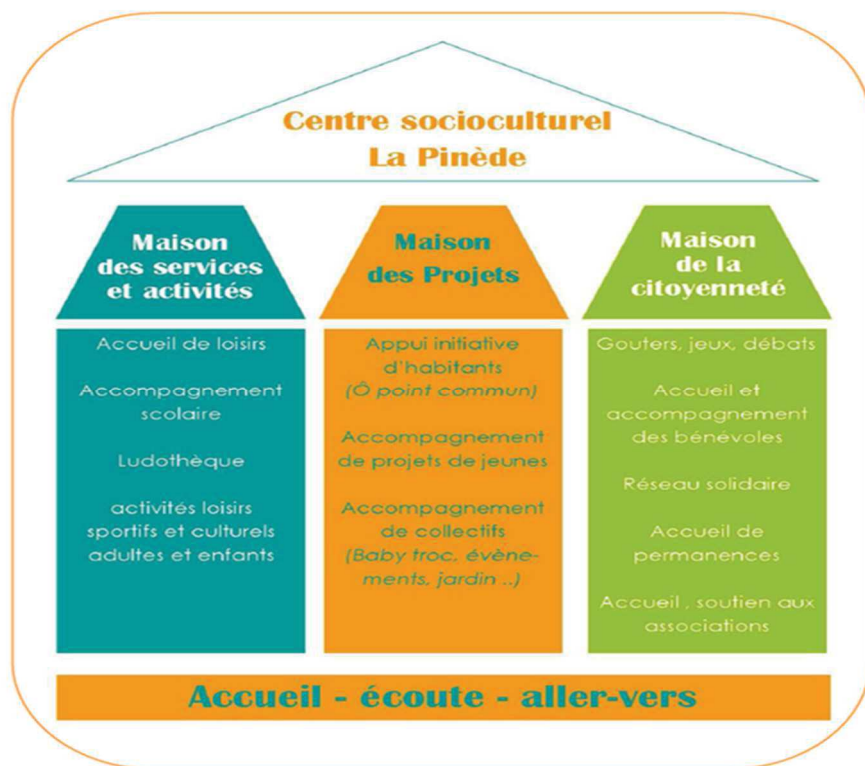 Centre socioculturel
La Pinède
Maison
des services
et activités
Accueil de loisirs
Accompagnement
scolaire
Ludothèque
activités loisirs
sportifs et culturels
adultes et enfants
Maison
des Projets
Appui initiative
d'habitants
(Ô point commun)
Accompagnement
de projets de jeunes
Accompagnement
de collectifs
(Baby troc, évène-
ments, jardin ..)
Maison
de la
citoyenneté
Gouters, jeux, débats
Accueil et
accompagnement
des bénévoles
Réseau solidaire
Accueil de
permanences
Accueil , soutien aux
associations
Accueil - écoute - aller-vers